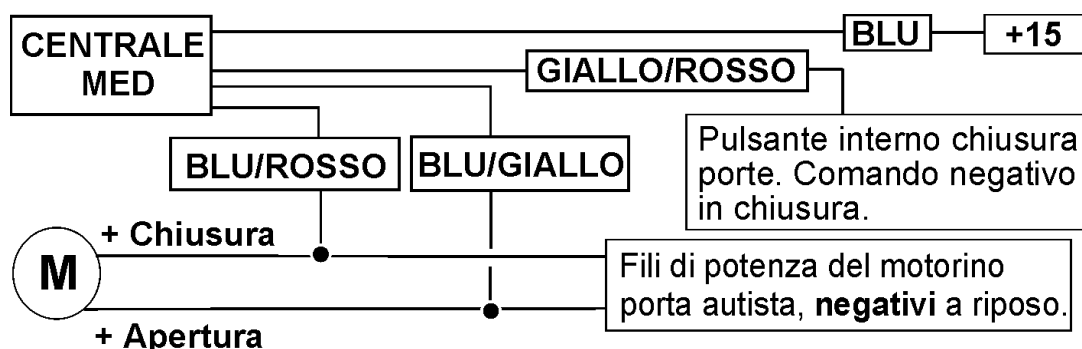 CENTRALE
MED
BLU
+15
GIALLO/ROSSO
BLU/ROSSO
BLU/GIALLO
Pulsante interno chiusura
porte. Comando negativo
in chiusura.
+ Chiusura
M
Fili di potenza del motorino
porta autista, negativi a riposo.
+ Apertura